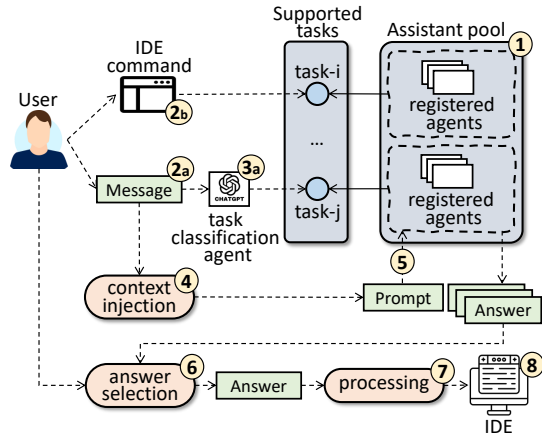 Supported
tasks
Assistant pool
1
IDE
command
2b
task-i
registered
agents
User
...
Message
2a
3a
CHATGPT
task
classification
agent
task-j
registered
agents
context
injection
4
5
Prompt
Answer
answer
selection
6
Answer
processing
7
8
IDE